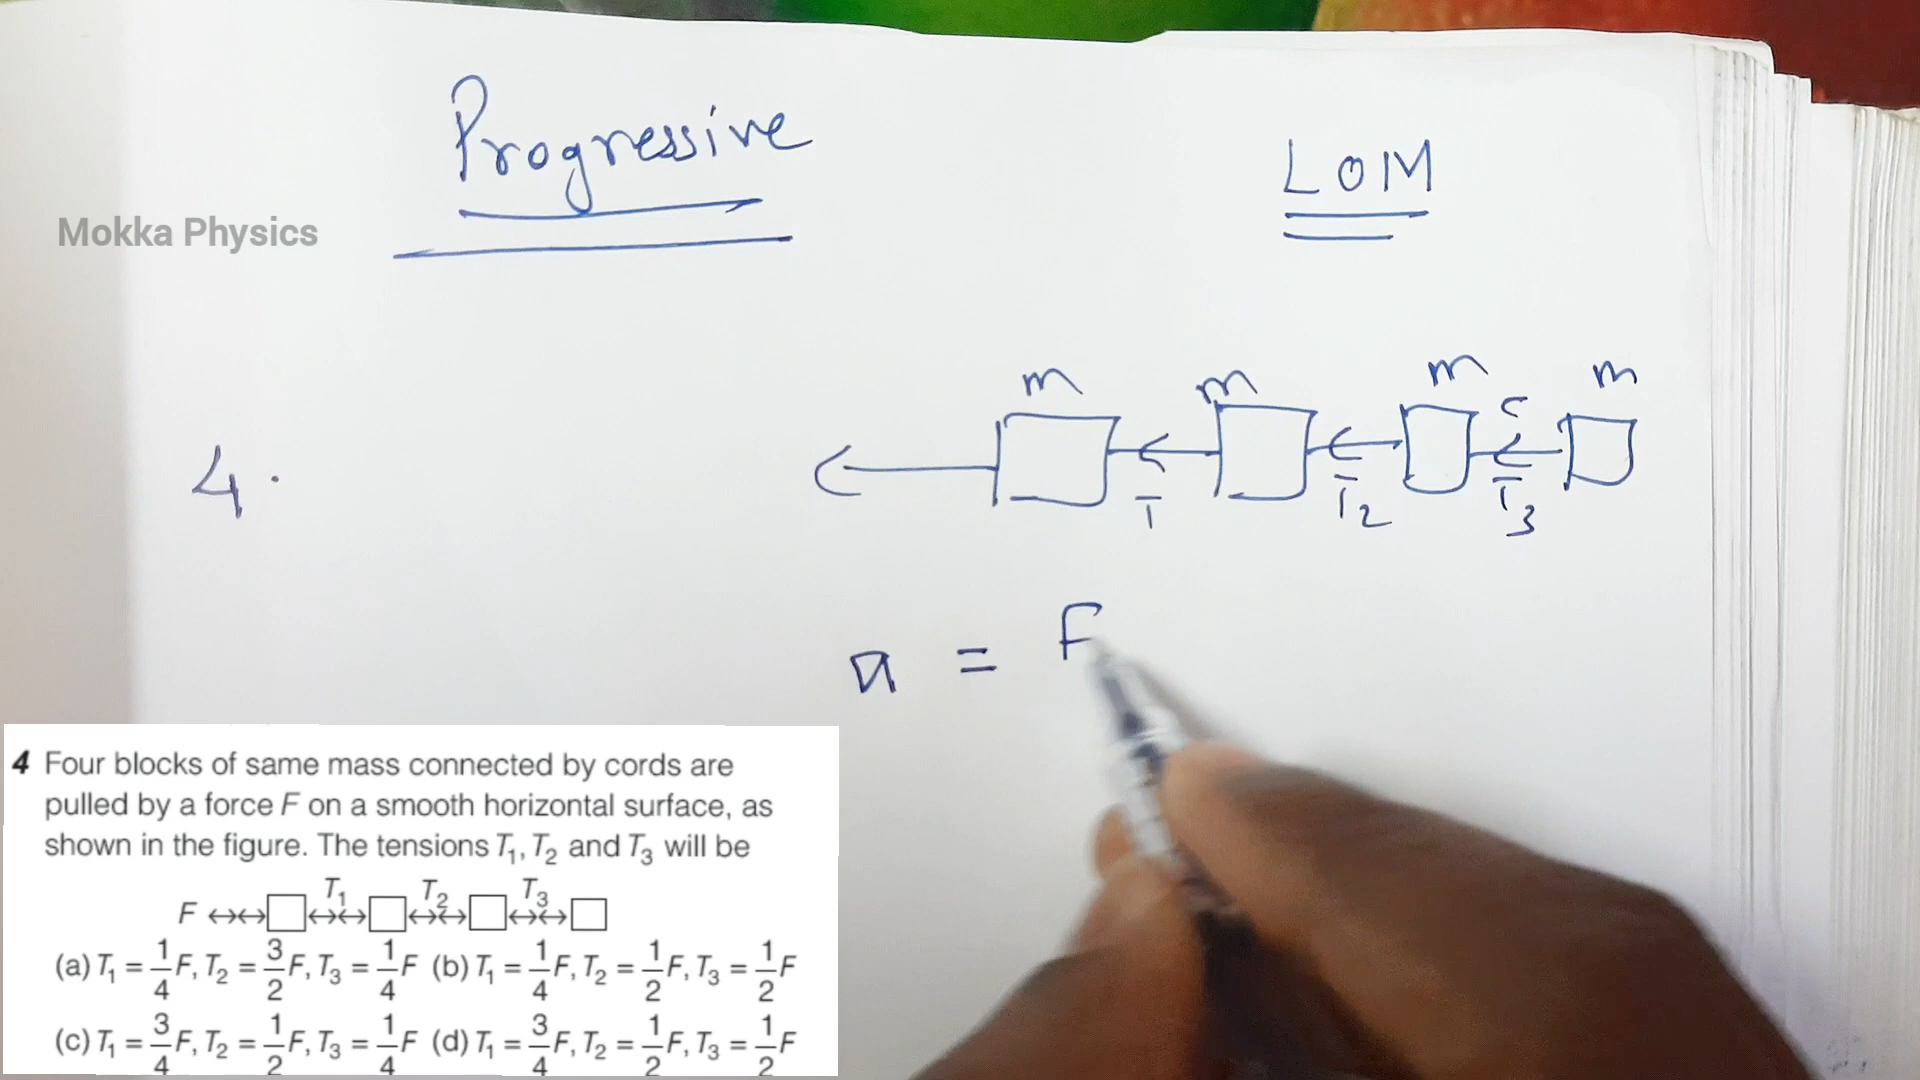 Progressive
LOM
Mokka Physics
m m m m
4.
T T2 T3
a = F
4 Four blocks of same mass connected by cords are
pulled by a force F on a smooth horizontal surface, as
shown in the figure. The tensions T₁, T₂ and T₃ will be
F T₁ T₂ T₃
(a) T₁ = 1/4 F, T₂ = 3/2 F, T₃ = 1/4 F (b) T₁ = 1/4 F, T₂ = 1/2 F, T₃ = 1/2 F
(c) T₁ = 3/4 F, T₂ = 1/2 F, T₃ = 1/4 F (d) T₁ = 3/4 F, T₂ = 1/2 F, T₃ = 1/2 F